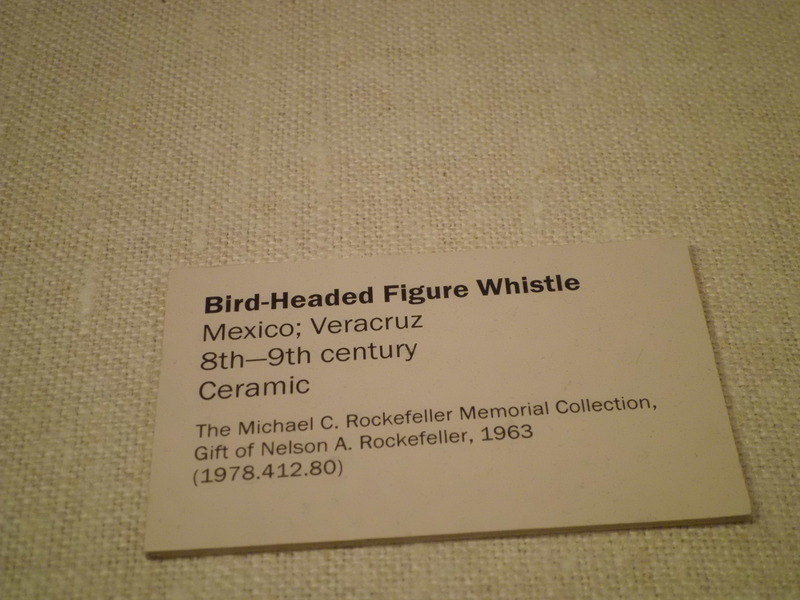 Bird-Headed Figure Whistle
Mexico; Veracruz
8th—9th century
Ceramic
The Michael C. Rockefeller Memorial Collection,
Gift of Nelson A. Rockefeller, 1963
(1978.412.80)